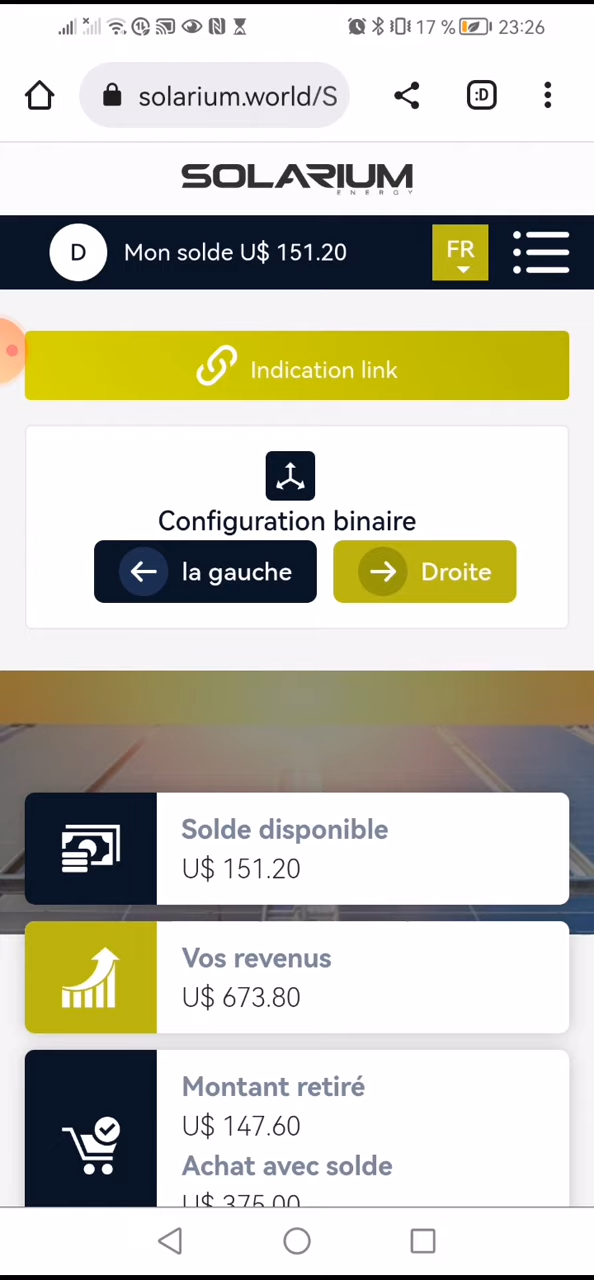 17 % 23:26
solarium.world/S
:D
SOLARIUM
ENERGY
D Mon solde U$ 151.20 FR
Indication link
Configuration binaire
la gauche Droite
Solde disponible
U$ 151.20
Vos revenus
U$ 673.80
Montant retiré
U$ 147.60
Achat avec solde
U$ 375.00